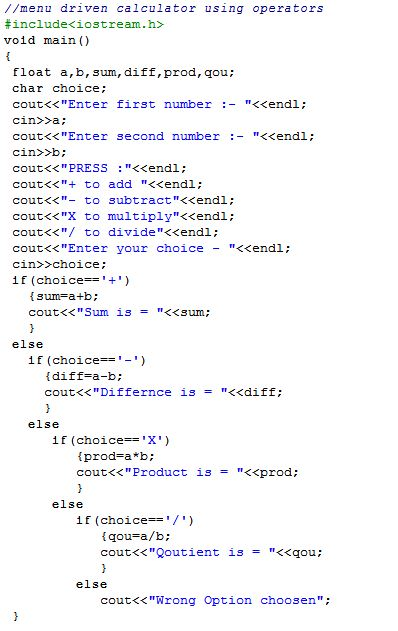 //menu driven calculator using operators
#include<iostream.h>
void main()
{
float a,b,sum,diff,prod,qou;
char choice;
cout<<"Enter first number :- "<<endl;
cin>>a;
cout<<"Enter second number :- "<<endl;
cin>>b;
cout<<"PRESS :"<<endl;
cout<<"+ to add "<<endl;
cout<<"- to subtract"<<endl;
cout<<"X to multiply"<<endl;
cout<<"/ to divide"<<endl;
cout<<"Enter your choice - "<<endl;
cin>>choice;
if(choice=='+')
{sum=a+b;
cout<<"Sum is = "<<sum;
}
else
if(choice=='-')
{diff=a-b;
cout<<"Differnce is = "<<diff;
}
else
if(choice=='X')
{prod=a*b;
cout<<"Product is = "<<prod;
}
else
if(choice=='/')
{qou=a/b;
cout<<"Qoutient is = "<<qou;
}
else
cout<<"Wrong Option choosen";
}